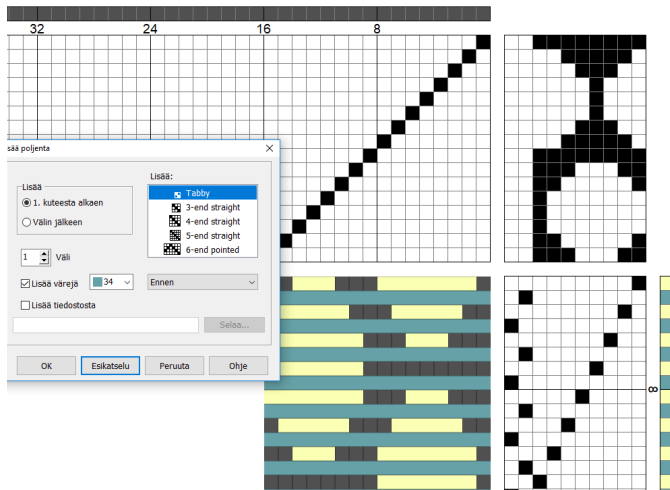 32 24 16 8
isää poljenta
Lisää
1. kuteesta alkaen
Välin jälkeen
1 Väli
Lisää värejä 34 Ennen
Lisää tiedostosta
Selaa...
OK Esikatselu Peruuta Ohje
Lisää:
Tabby
3-end straight
4-end straight
5-end straight
6-end pointed
8